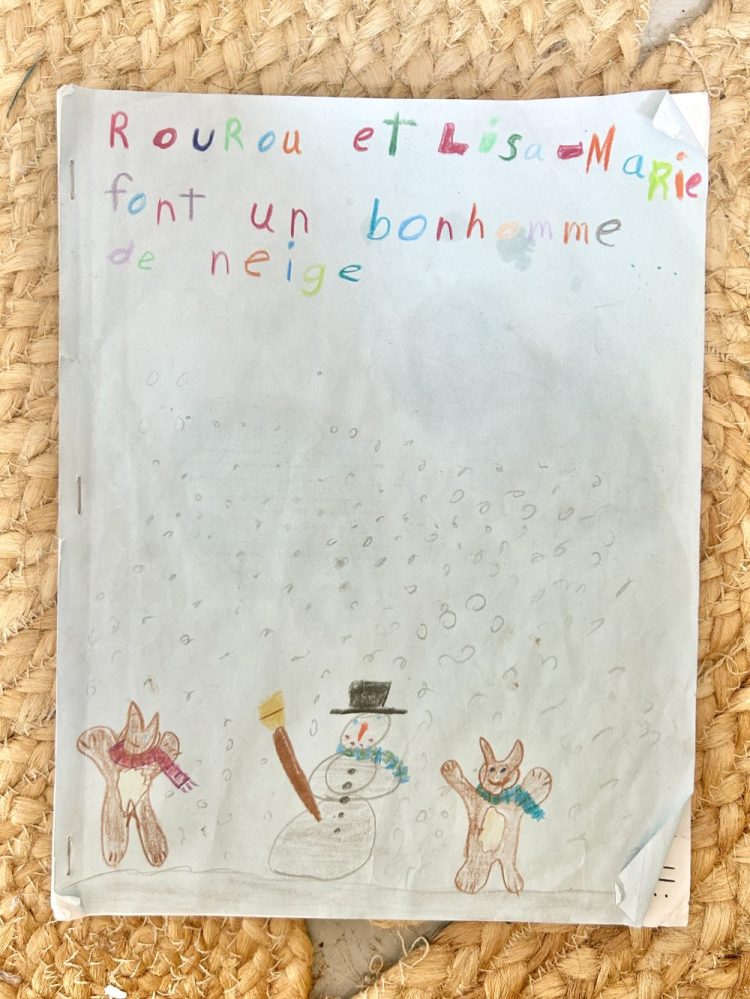 RouRou et Lisa-Marie
font un bonhomme
de neige